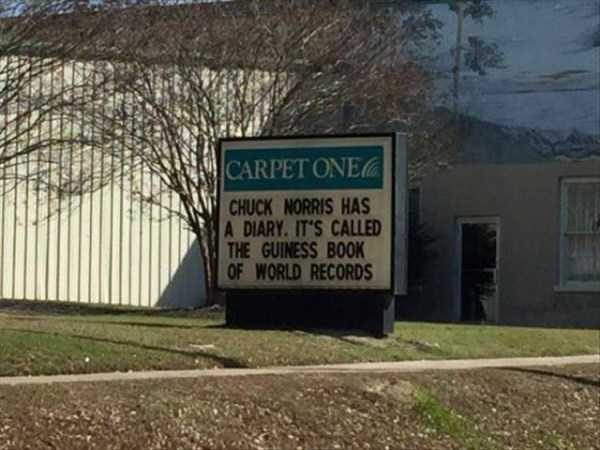 CARPET ONE
CHUCK NORRIS HAS
A DIARY. IT'S CALLED
THE GUINESS BOOK
OF WORLD RECORDS